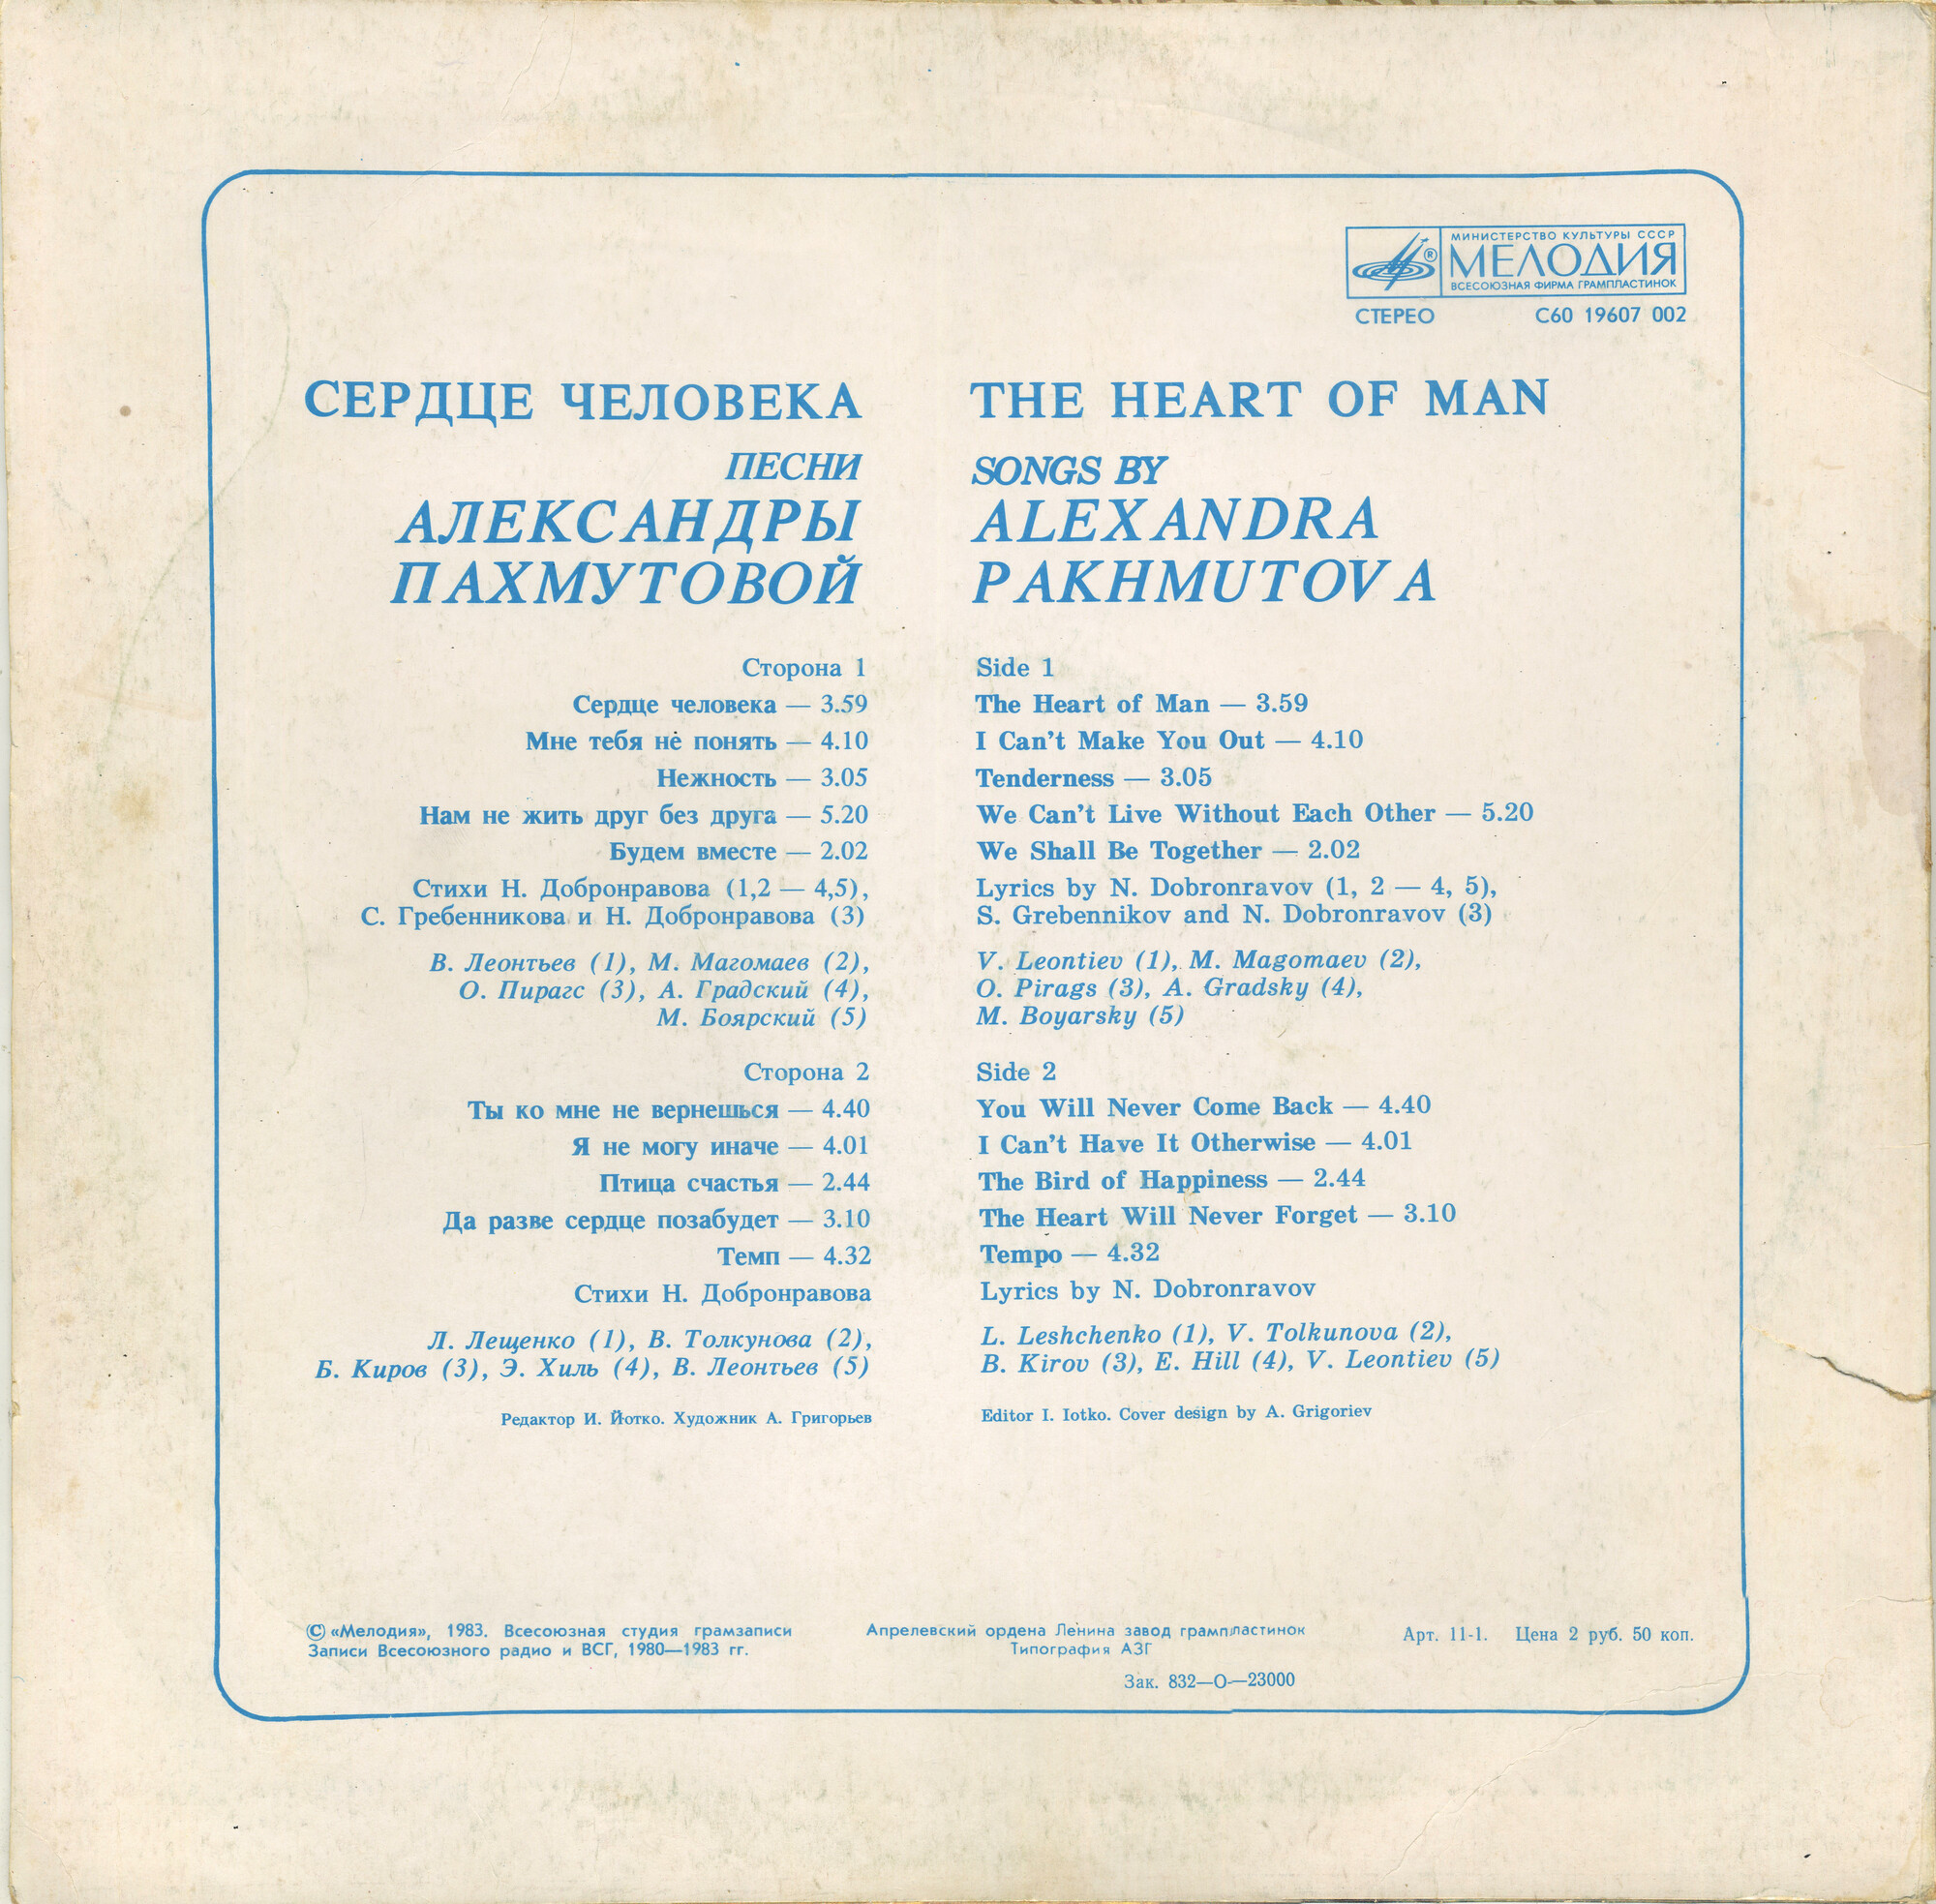 МИНИСТЕРСТВО КУЛЬТУРЫ СССР
МЕЛОДИЯ
ВСЕСОЮЗНАЯ ФИРМА ГРАМПЛАСТИНОК
®
СТЕРЕО С60 19607 002
СЕРДЦЕ ЧЕЛОВЕКА
ПЕСНИ
АЛЕКСАНДРЫ
ПАХМУТОВОЙ
Сторона 1
Сердце человека — 3.59
Мне тебя не понять — 4.10
Нежность — 3.05
Нам не жить друг без друга — 5.20
Будем вместе — 2.02
Стихи Н. Добронравова (1,2 — 4,5),
С. Гребенникова и Н. Добронравова (3)
В. Леонтьев (1), М. Магомаев (2),
О. Пирагс (3), А. Градский (4),
М. Боярский (5)
Сторона 2
Ты ко мне не вернешься — 4.40
Я не могу иначе — 4.01
Птица счастья — 2.44
Да разве сердце позабудет — 3.10
Темп — 4.32
Стихи Н. Добронравова
Л. Лещенко (1), В. Толкунова (2),
Б. Киров (3), Э. Хиль (4), В. Леонтьев (5)
Редактор И. Йотко. Художник А. Григорьев
THE HEART OF MAN
SONGS BY
ALEXANDRA
PAKHMUTOVA
Side 1
The Heart of Man — 3.59
I Can't Make You Out — 4.10
Tenderness — 3.05
We Can't Live Without Each Other — 5.20
We Shall Be Together — 2.02
Lyrics by N. Dobronravov (1, 2 — 4, 5),
S. Grebennikov and N. Dobronravov (3)
V. Leontiev (1), M. Magomaev (2),
O. Pirags (3), A. Gradsky (4),
M. Boyarsky (5)
Side 2
You Will Never Come Back — 4.40
I Can't Have It Otherwise — 4.01
The Bird of Happiness — 2.44
The Heart Will Never Forget — 3.10
Tempo — 4.32
Lyrics by N. Dobronravov
L. Leshchenko (1), V. Tolkunova (2),
B. Kirov (3), E. Hill (4), V. Leontiev (5)
Editor I. Iotko. Cover design by A. Grigoriev
© «Мелодия», 1983. Всесоюзная студия грамзаписи
Записи Всесоюзного радио и ВСГ, 1980—1983 гг.
Апрелевский ордена Ленина завод грампластинок
Типография АЗГ
Зак. 832—О—23000
Арт. 11-1. Цена 2 руб. 50 коп.